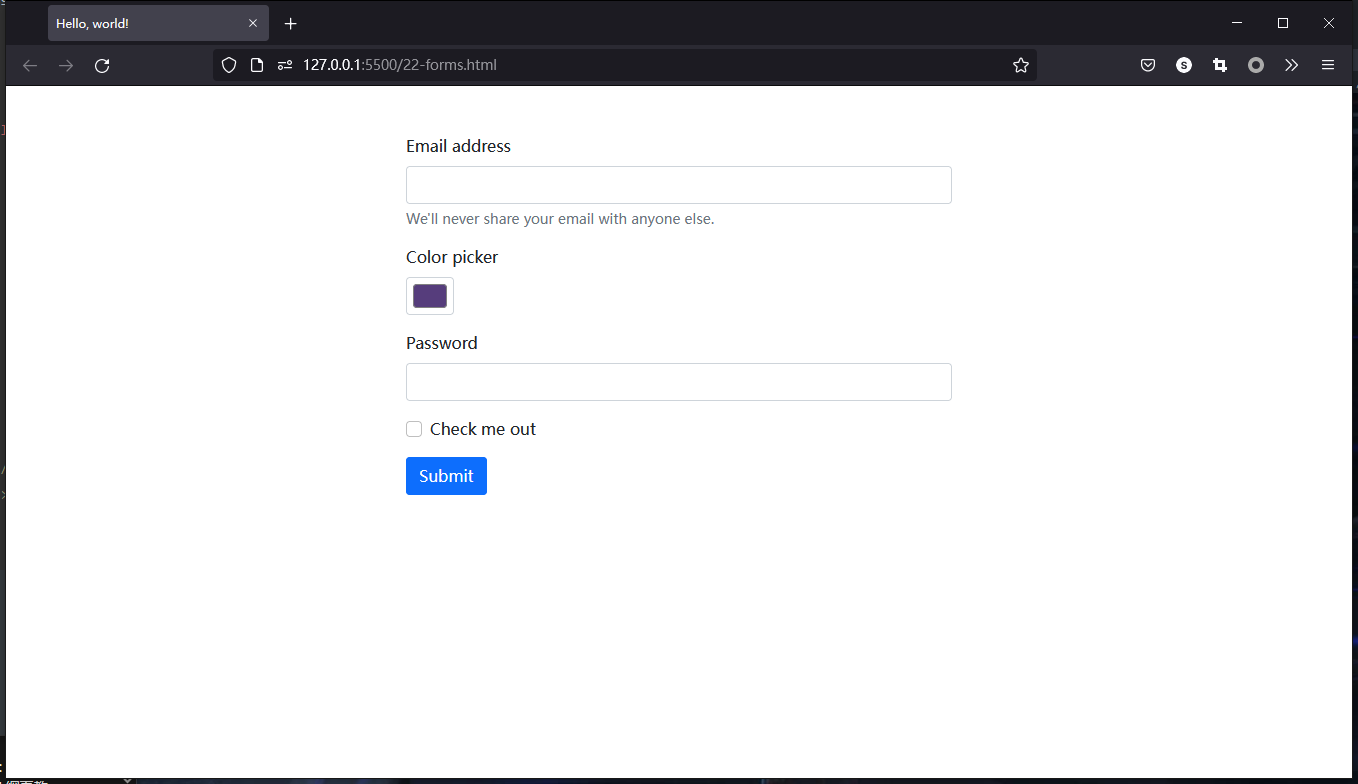 Hello, world!
127.0.0.1:5500/22-forms.html
S
Email address
We'll never share your email with anyone else.
Color picker
Password
Check me out
Submit